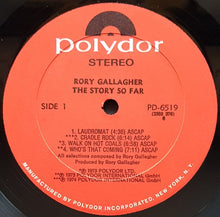 polydor
STEREO
RORY GALLAGHER
THE STORY SO FAR
SIDE 1
PD-6519
1. LAUDROMAT (4:38) ASCAP
***2. CRADLE ROCK (6:14) ASCAP
**3. WALK ON HOT COALS (6:58) ASCAP
**4. WHO'S THAT COMING? (7:11) ASCAP
All selections composed by Rory Gallagher
Produced by Rory Gallagher
MANUFACTURED BY POLYDOR INCORPORATED, NEW YORK, N.Y.